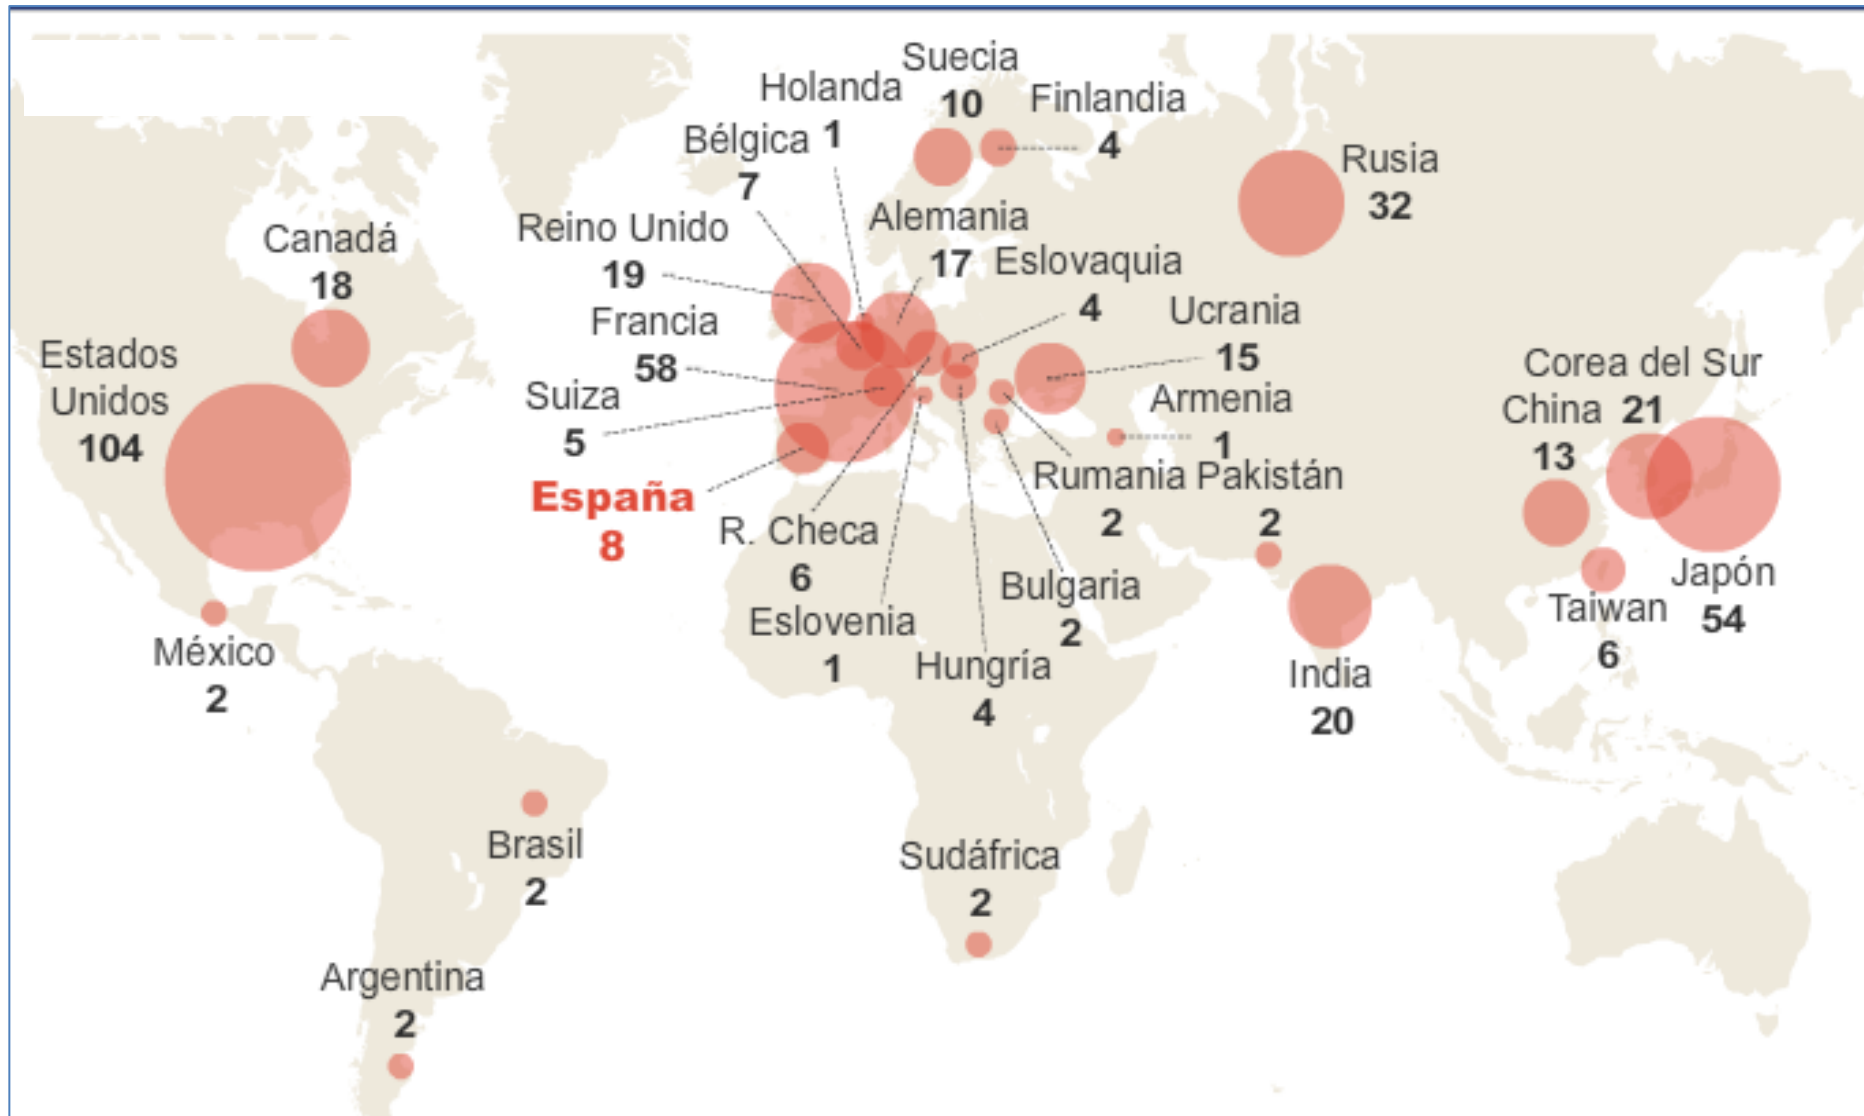 Suecia
10
Holanda
1
Finlandia
4
Bélgica
7
Rusia
32
Reino Unido
19
Alemania
17
Canadá
18
Eslovaquia
4
Francia
58
Ucrania
15
Estados
Unidos
104
Suiza
5
Armenia
1
Corea del Sur
21
China
13
España
8
Rumania
2
Pakistán
2
R. Checa
6
Bulgaria
2
Japón
54
Taiwan
6
Eslovenia
1
Hungría
4
India
20
México
2
Brasil
2
Sudáfrica
2
Argentina
2